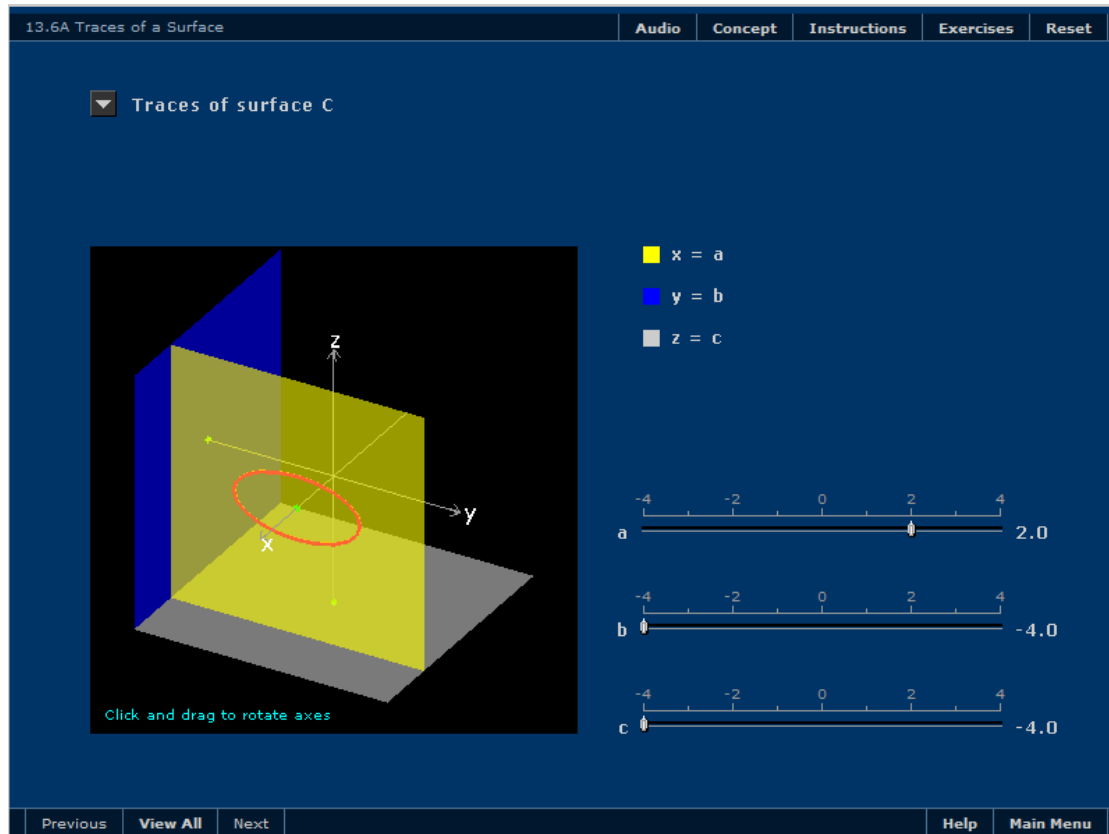 13.6A Traces of a Surface Audio Concept Instructions Exercises Reset
Traces of surface C
x = a
y = b
z = c
z
y
x
Click and drag to rotate axes
-4 -2 0 2 4
a 2.0
-4 -2 0 2 4
b -4.0
-4 -2 0 2 4
c -4.0
Previous View All Next Help Main Menu